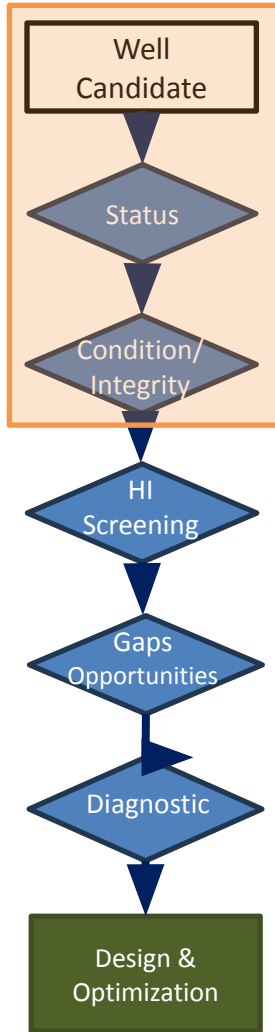 Well
Candidate
Status
Condition/
Integrity
HI
Screening
Gaps
Opportunities
Diagnostic
Design &
Optimization